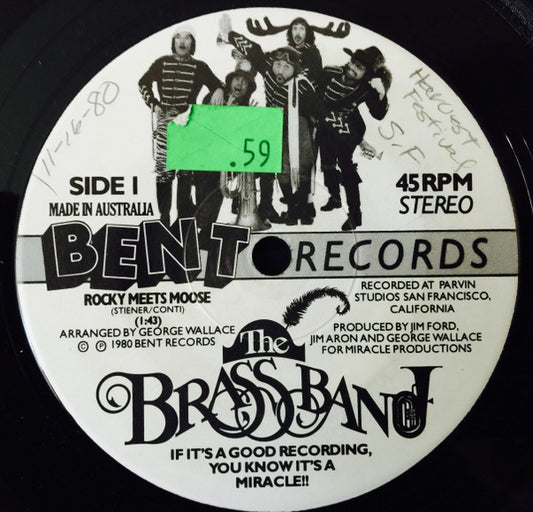 11-16-80
Harvest
Festival
S.F
.59
SIDE 1
MADE IN AUSTRALIA
45RPM
STEREO
BENT RECORDS
ROCKY MEETS MOOSE
(STIENER/CONTI)
(1:43)
ARRANGED BY GEORGE WALLACE
© ℗ 1980 BENT RECORDS
RECORDED AT PARVIN
STUDIOS SAN FRANCISCO,
CALIFORNIA
PRODUCED BY JIM FORD,
JIM ARON AND GEORGE WALLACE
FOR MIRACLE PRODUCTIONS
The
BRASS BAND
IF IT'S A GOOD RECORDING,
YOU KNOW IT'S A
MIRACLE!!